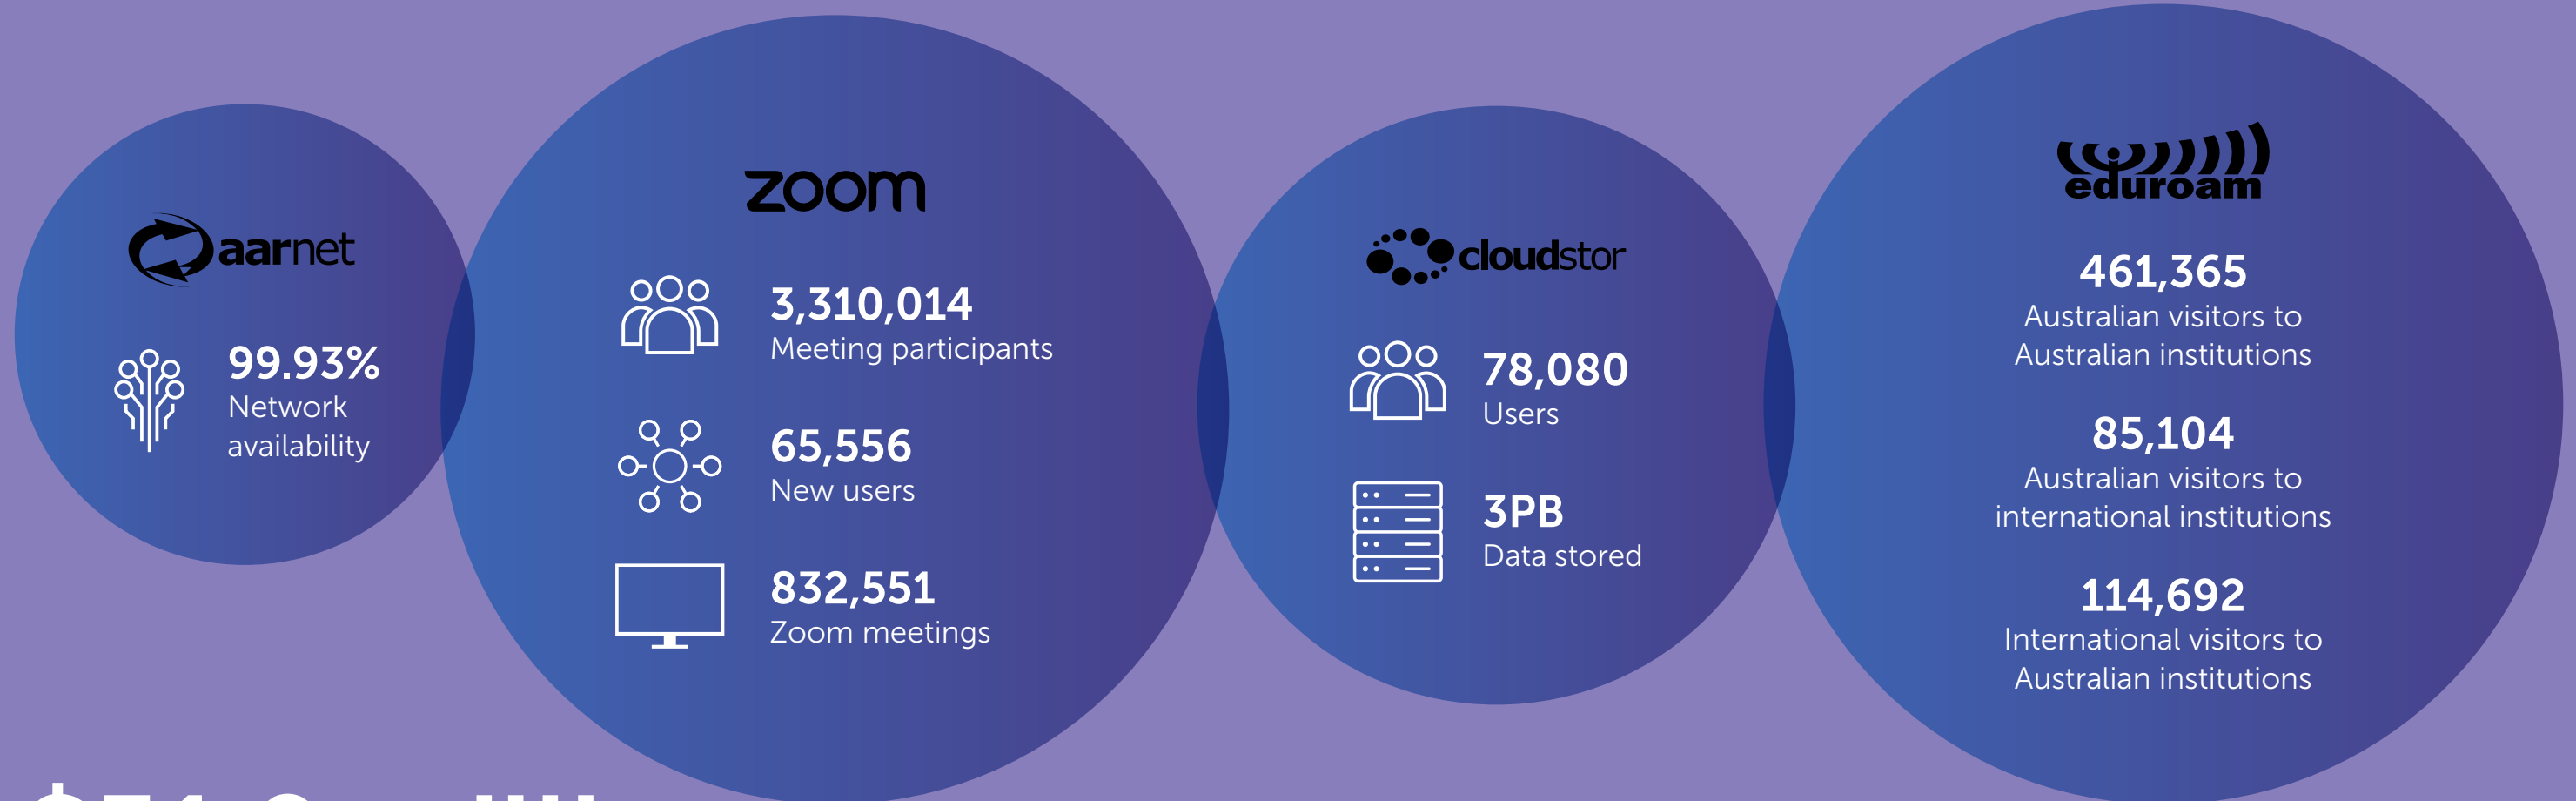 aarnet
99.93%
Network
availability
zoom
3,310,014
Meeting participants
65,556
New users
832,551
Zoom meetings
cloudstor
78,080
Users
3PB
Data stored
eduroam
461,365
Australian visitors to
Australian institutions
85,104
Australian visitors to
international institutions
114,692
International visitors to
Australian institutions